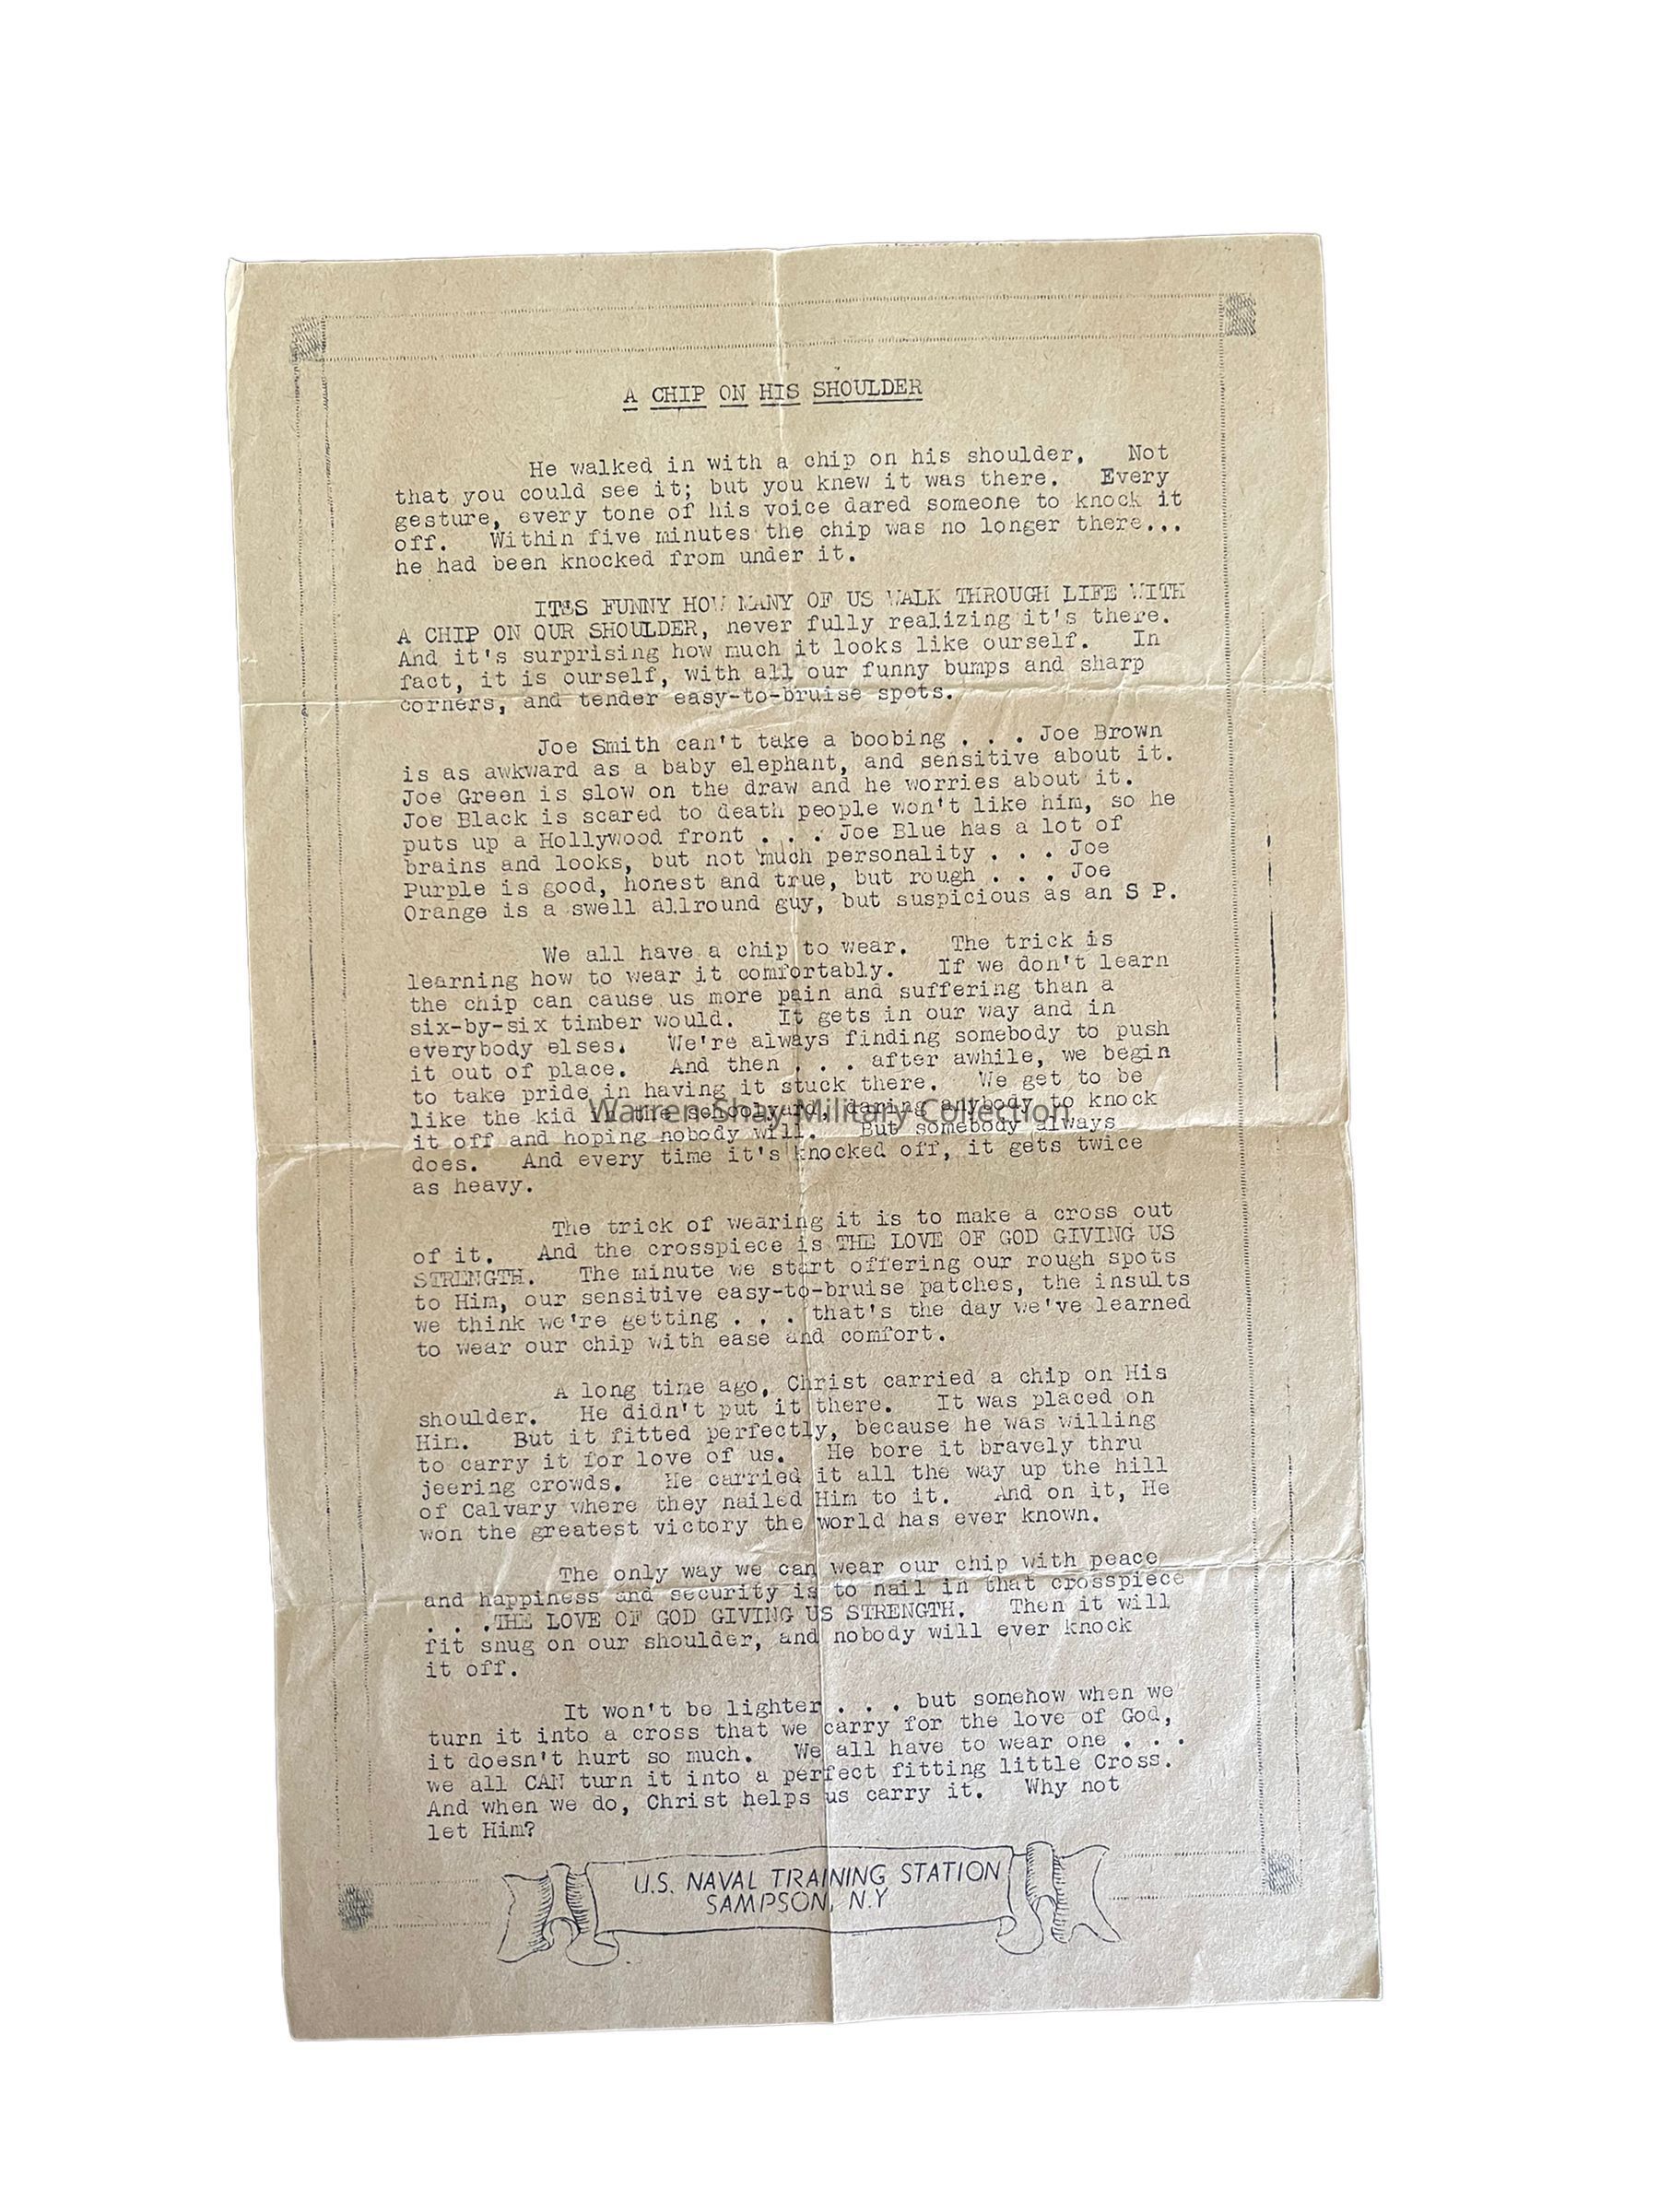 A CHIP ON HIS SHOULDER
He walked in with a chip on his shoulder. Not
that you could see it; but you knew it was there. Every
gesture, every tone of his voice dared someone to knock it
off. Within five minutes the chip was no longer there...
he had been knocked from under it.
IT'S FUNNY HOW MANY OF US WALK THROUGH LIFE WITH
A CHIP ON OUR SHOULDER, never fully realizing it's there.
And it's surprising how much it looks like ourself. In
fact, it is ourself, with all our funny bumps and sharp
corners, and tender easy-to-bruise spots.
Joe Smith can't take a boobing . . . Joe Brown
is as awkward as a baby elephant, and sensitive about it.
Joe Green is slow on the draw and he worries about it.
Joe Black is scared to death people won't like him, so he
puts up a Hollywood front . . . Joe Blue has a lot of
brains and looks, but not much personality . . . Joe
Purple is good, honest and true, but rough . . . Joe
Orange is a swell allround guy, but suspicious as an S P.
We all have a chip to wear. The trick is
learning how to wear it comfortably. If we don't learn
the chip can cause us more pain and suffering than a
six-by-six timber would. It gets in our way and in
everybody elses. We're always finding somebody to push
it out of place. And then . . . after awhile, we begin
to take pride in having it stuck there. We get to be
like the kid in the schoolyard, daring anybody to knock
Warren Shay Military Collection
it off and hoping nobody will. But somebody always
does. And every time it's knocked off, it gets twice
as heavy.
The trick of wearing it is to make a cross out
of it. And the crosspiece is THE LOVE OF GOD GIVING US
STRENGTH. The minute we start offering our rough spots
to Him, our sensitive easy-to-bruise patches, the insults
we think we're getting . . . that's the day we've learned
to wear our chip with ease and comfort.
A long time ago, Christ carried a chip on His
shoulder. He didn't put it there. It was placed on
Him. But it fitted perfectly, because he was willing
to carry it for love of us. He bore it bravely thru
jeering crowds. He carried it all the way up the hill
of Calvary where they nailed Him to it. And on it, He
won the greatest victory the world has ever known.
The only way we can wear our chip with peace
and happiness and security is to nail in that crosspiece
. . .THE LOVE OF GOD GIVING US STRENGTH. Then it will
fit snug on our shoulder, and nobody will ever knock
it off.
It won't be lighter . . . but somehow when we
turn it into a cross that we carry for the love of God,
it doesn't hurt so much. We all have to wear one . . .
we all CAN turn it into a perfect fitting little Cross.
And when we do, Christ helps us carry it. Why not
let Him?
U.S. NAVAL TRAINING STATION
SAMPSON, N.Y